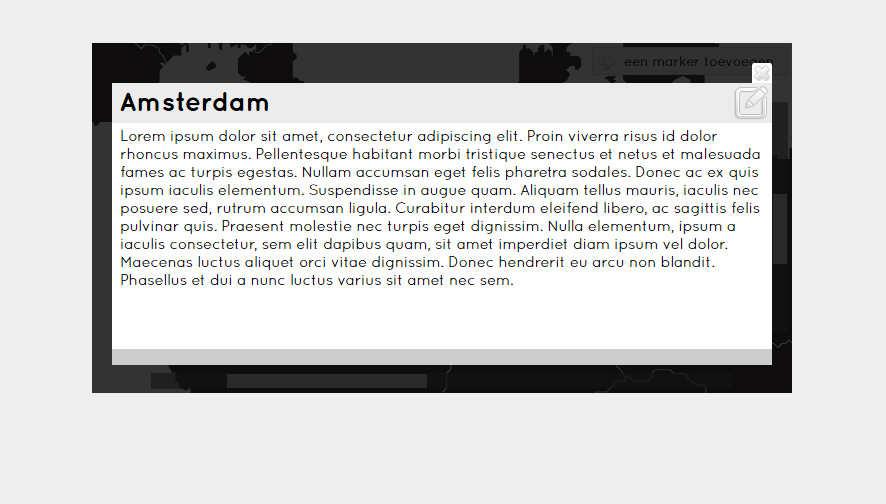 een marker toevoegen
Amsterdam
Lorem ipsum dolor sit amet, consectetur adipiscing elit. Proin viverra risus id dolor
rhoncus maximus. Pellentesque habitant morbi tristique senectus et netus et malesuada
fames ac turpis egestas. Nullam accumsan eget felis pharetra sodales. Donec ac ex quis
ipsum iaculis elementum. Suspendisse in augue quam. Aliquam tellus mauris, iaculis nec
posuere sed, rutrum accumsan ligula. Curabitur interdum eleifend libero, ac sagittis felis
pulvinar quis. Praesent molestie nec turpis eget dignissim. Nulla elementum, ipsum a
iaculis consectetur, sem elit dapibus quam, sit amet imperdiet diam ipsum vel dolor.
Maecenas luctus aliquet orci vitae dignissim. Donec hendrerit eu arcu non blandit.
Phasellus et dui a nunc luctus varius sit amet nec sem.